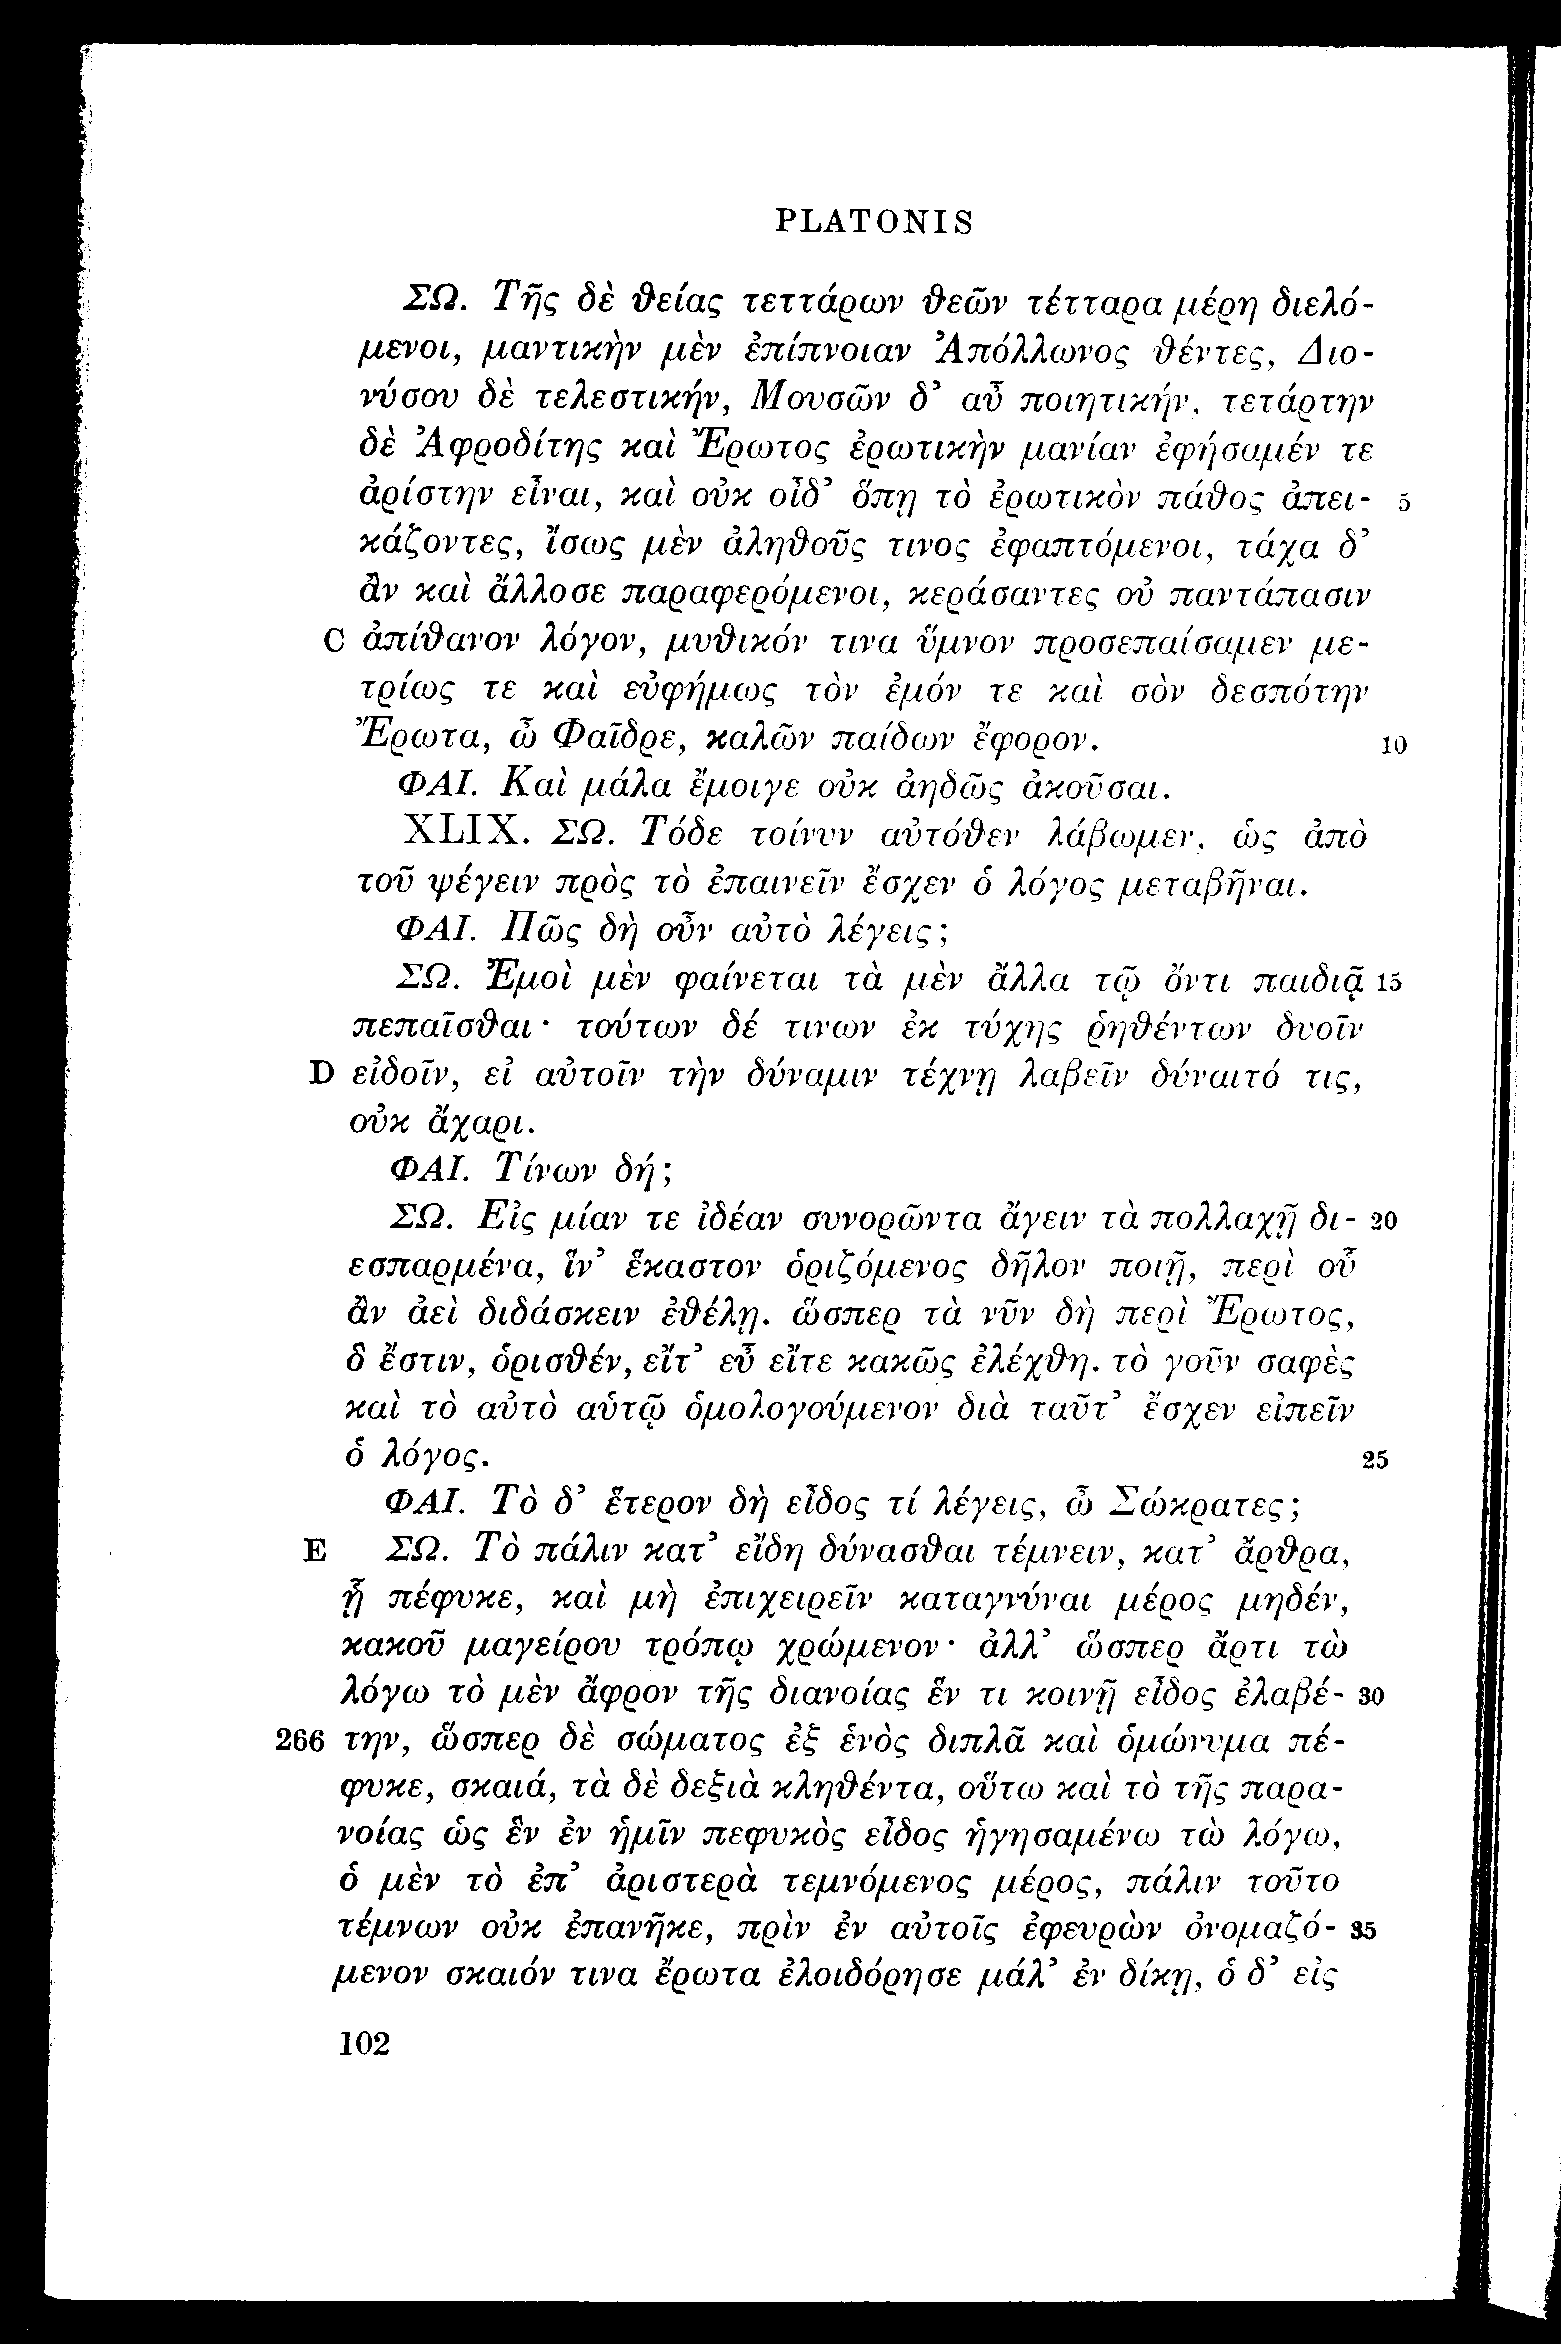 PLATONIS
ΣΩ. Τῆς δὲ θείας τεττάρων θεῶν τέτταρα μέρη διελό-
μενοι, μαντικὴν μὲν ἐπίπνοιαν Ἀπόλλωνος θέντες, Διο-
νύσου δὲ τελεστικήν, Μουσῶν δ’ αὖ ποιητικήν, τετάρτην
δὲ Ἀφροδίτης καὶ Ἔρωτος ἐρωτικὴν μανίαν ἐφήσαμέν τε
ἀρίστην εἶναι, καὶ οὐκ οἶδ’ ὅπῃ τὸ ἐρωτικὸν πάθος ἀπει- 5
κάζοντες, ἴσως μὲν ἀληθοῦς τινος ἐφαπτόμενοι, τάχα δ’
ἂν καὶ ἄλλοσε παραφερόμενοι, κεράσαντες οὐ παντάπασιν
C ἀπίθανον λόγον, μυθικόν τινα ὕμνον προσεπαίσαμεν με-
τρίως τε καὶ εὐφήμως τὸν ἐμόν τε καὶ σὸν δεσπότην
Ἔρωτα, ὦ Φαῖδρε, καλῶν παίδων ἔφορον. 10
ΦΑΙ. Καὶ μάλα ἔμοιγε οὐκ ἀηδῶς ἀκοῦσαι.
XLIX. ΣΩ. Τόδε τοίνυν αὐτόθεν λάβωμεν, ὡς ἀπὸ
τοῦ ψέγειν πρὸς τὸ ἐπαινεῖν ἔσχεν ὁ λόγος μεταβῆναι.
ΦΑΙ. Πῶς δὴ οὖν αὐτὸ λέγεις;
ΣΩ. Ἐμοὶ μὲν φαίνεται τὰ μὲν ἄλλα τῷ ὄντι παιδιᾷ 15
πεπαῖσθαι· τούτων δέ τινων ἐκ τύχης ῥηθέντων δυοῖν
D εἰδοῖν, εἰ αὐτοῖν τὴν δύναμιν τέχνῃ λαβεῖν δύναιτό τις,
οὐκ ἄχαρι.
ΦΑΙ. Τίνων δή;
ΣΩ. Εἰς μίαν τε ἰδέαν συνορῶντα ἄγειν τὰ πολλαχῇ δι- 20
εσπαρμένα, ἵν’ ἕκαστον ὁριζόμενος δῆλον ποιῇ, περὶ οὗ
ἂν ἀεὶ διδάσκειν ἐθέλῃ. ὥσπερ τὰ νῦν δὴ περὶ Ἔρωτος,
ὃ ἔστιν, ὁρισθέν, εἴτ’ εὖ εἴτε κακῶς ἐλέχθη. τὸ γοῦν σαφὲς
καὶ τὸ αὐτὸ αὑτῷ ὁμολογούμενον διὰ ταῦτ’ ἔσχεν εἰπεῖν
ὁ λόγος. 25
ΦΑΙ. Τὸ δ’ ἕτερον δὴ εἶδος τί λέγεις, ὦ Σώκρατες;
E ΣΩ. Τὸ πάλιν κατ’ εἴδη δύνασθαι τέμνειν, κατ’ ἄρθρα,
ᾗ πέφυκε, καὶ μὴ ἐπιχειρεῖν καταγνύναι μέρος μηδέν,
κακοῦ μαγείρου τρόπῳ χρώμενον· ἀλλ’ ὥσπερ ἄρτι τὼ
λόγω τὸ μὲν ἄφρον τῆς διανοίας ἕν τι κοινῇ εἶδος ἐλαβέ- 30
266 την, ὥσπερ δὲ σώματος ἐξ ἑνὸς διπλᾶ καὶ ὁμώνυμα πέ-
φυκε, σκαιά, τὰ δὲ δεξιὰ κληθέντα, οὕτω καὶ τὸ τῆς παρα-
νοίας ὡς ἓν ἐν ἡμῖν πεφυκὸς εἶδος ἡγησαμένω τὼ λόγω,
ὁ μὲν τὸ ἐπ’ ἀριστερὰ τεμνόμενος μέρος, πάλιν τοῦτο
τέμνων οὐκ ἐπανῆκε, πρὶν ἐν αὐτοῖς ἐφευρὼν ὀνομαζό- 35
μενον σκαιόν τινα ἔρωτα ἐλοιδόρησε μάλ’ ἐν δίκῃ, ὁ δ’ εἰς
102